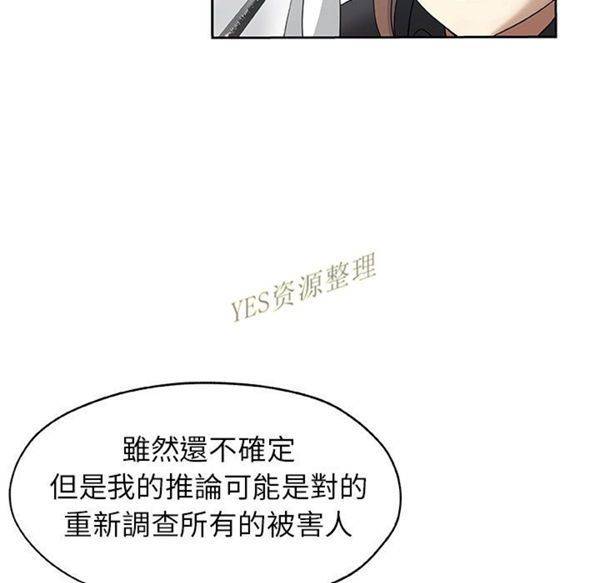 YES资源整理
雖然還不確定
但是我的推論可能是對的
重新調查所有的被害人